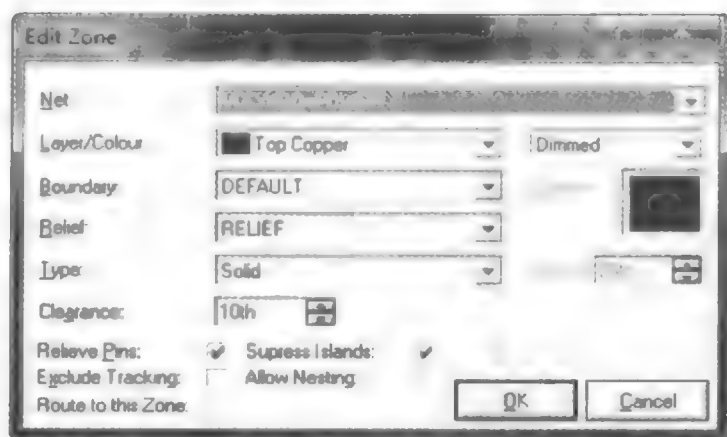 Edit Zone
Net
Layer/Colour Top Copper Dimmed
Boundary: DEFAULT
Relief: RELIEF
Type: Solid
Clearance: 10th
Relieve Pins: Supress Islands:
Exclude Tracking: Allow Nesting
Route to this Zone:
OK Cancel